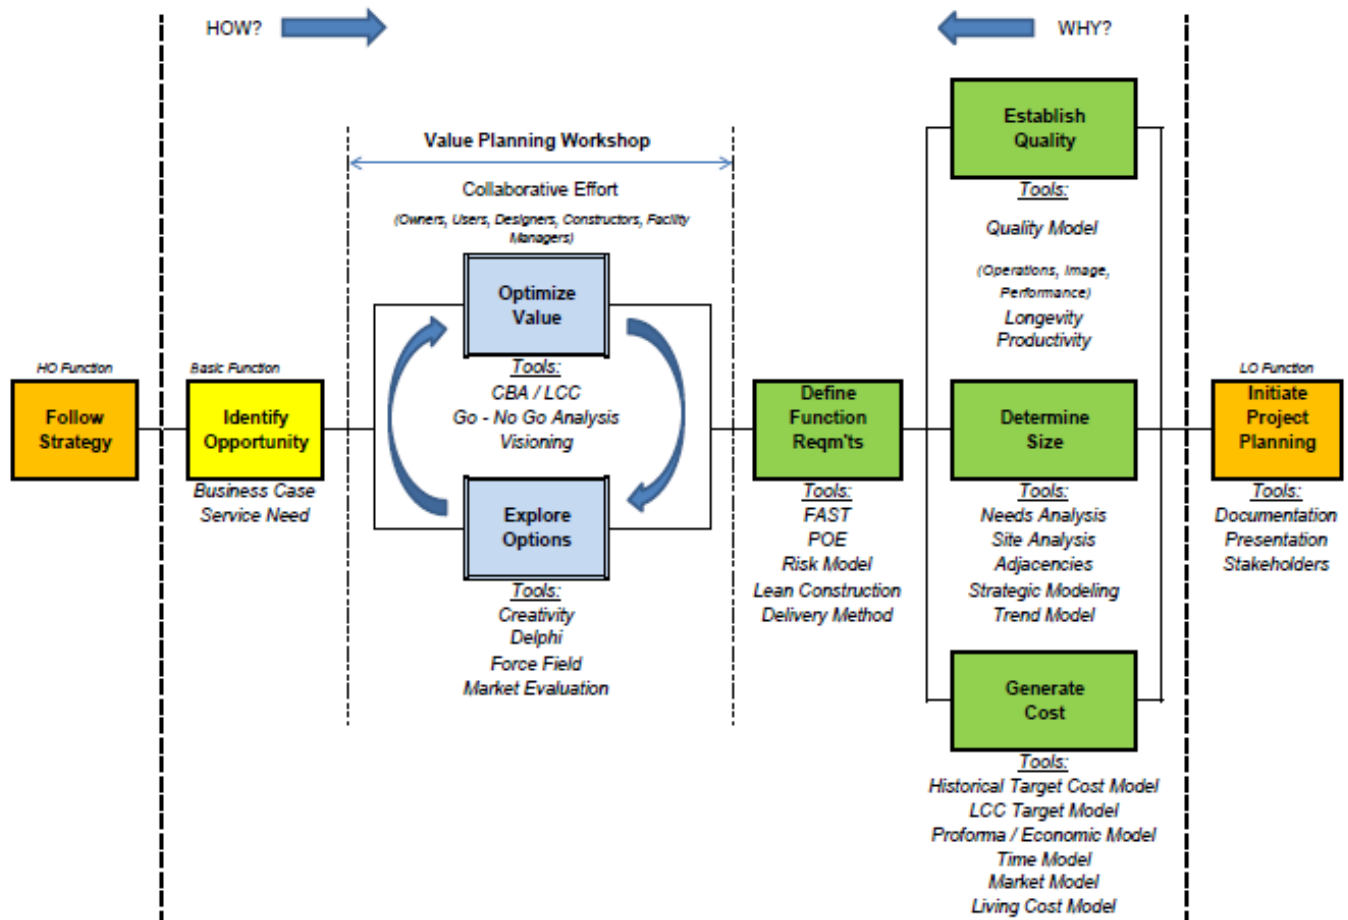 HOW?
WHY?
Value Planning Workshop
Collaborative Effort
(Owners, Users, Designers, Constructors, Facility
Managers)
HO Function
Follow
Strategy
Basic Function
Identify
Opportunity
Business Case
Service Need
Optimize
Value
Tools:
CBA / LCC
Go - No Go Analysis
Visioning
Explore
Options
Tools:
Creativity
Delphi
Force Field
Market Evaluation
Define
Function
Reqm'ts
Tools:
FAST
POE
Risk Model
Lean Construction
Delivery Method
Establish
Quality
Tools:
Quality Model
(Operations, Image,
Performance)
Longevity
Productivity
Determine
Size
Tools:
Needs Analysis
Site Analysis
Adjacencies
Strategic Modeling
Trend Model
Generate
Cost
Tools:
Historical Target Cost Model
LCC Target Model
Proforma / Economic Model
Time Model
Market Model
Living Cost Model
LO Function
Initiate
Project
Planning
Tools:
Documentation
Presentation
Stakeholders